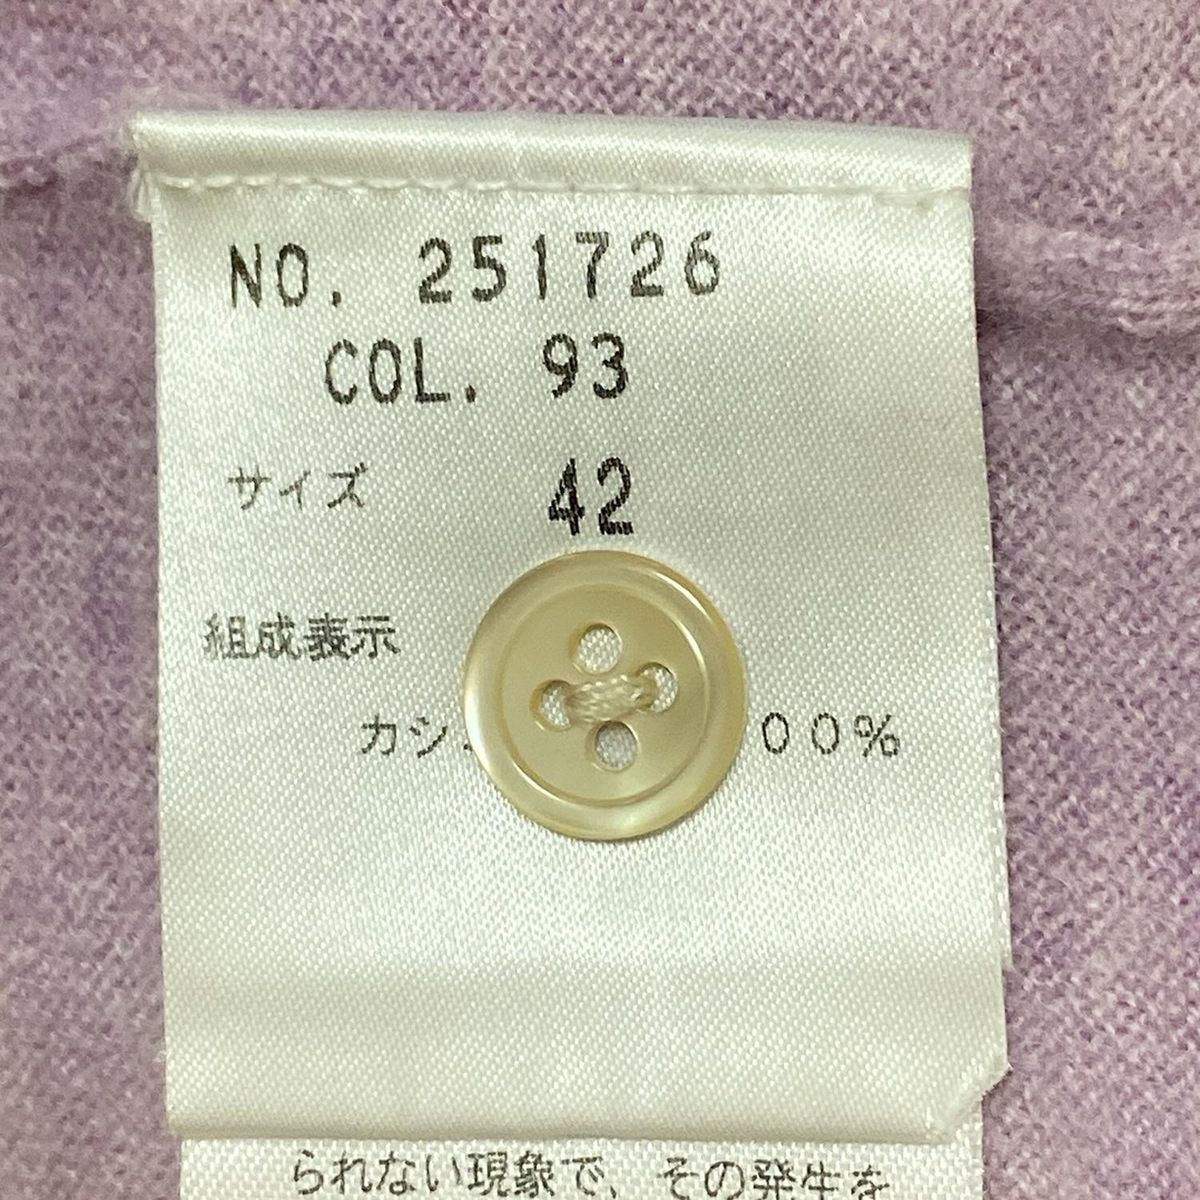 NO. 251726
COL. 93
サイズ 42
組成表示
カシ 00%
られない現象で、その発生を